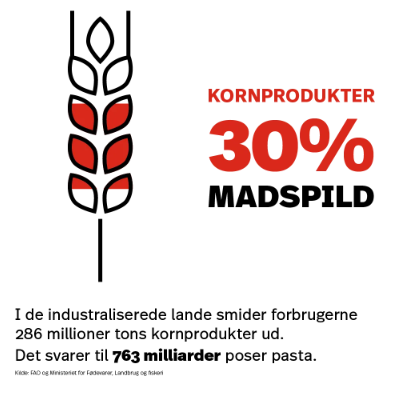 KORNPRODUKTER
30%
MADSPILD
I de industraliserede lande smider forbrugerne
286 millioner tons kornprodukter ud.
Det svarer til 763 milliarder poser pasta.
Kilde: FAO og Ministeriet for Fødevarer, Landbrug og fiskeri